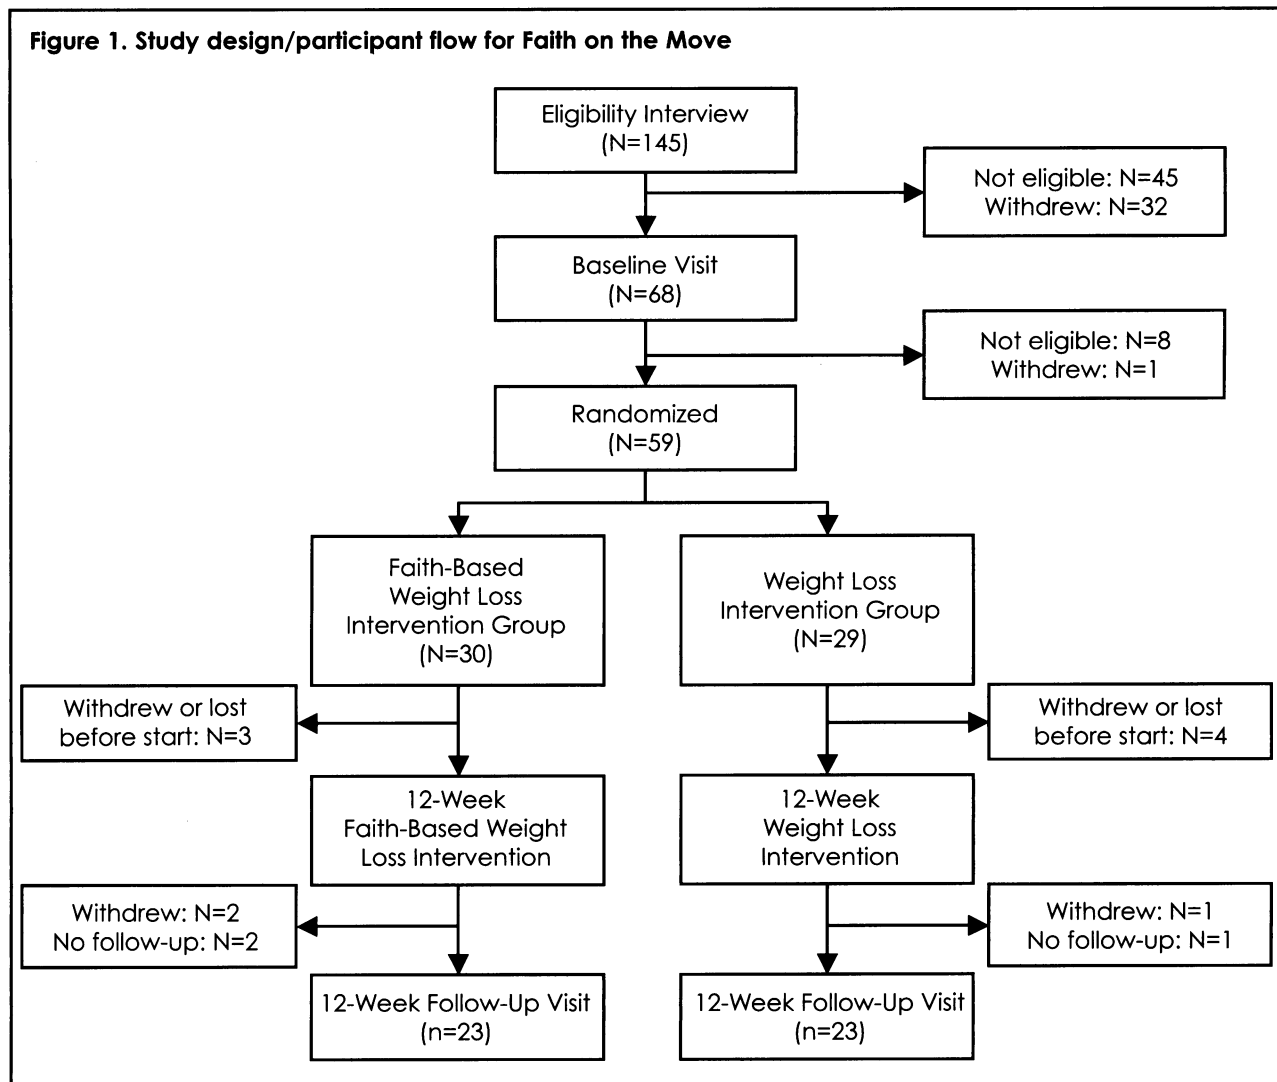 Figure 1. Study design/participant flow for Faith on the Move
Eligibility Interview
(N=145)
Not eligible: N=45
Withdrew: N=32
Baseline Visit
(N=68)
Not eligible: N=8
Withdrew: N=1
Randomized
(N=59)
Faith-Based
Weight Loss
Intervention Group
(N=30)
Weight Loss
Intervention Group
(N=29)
Withdrew or lost
before start: N=3
Withdrew or lost
before start: N=4
12-Week
Faith-Based Weight
Loss Intervention
12-Week
Weight Loss
Intervention
Withdrew: N=2
No follow-up: N=2
Withdrew: N=1
No follow-up: N=1
12-Week Follow-Up Visit
(n=23)
12-Week Follow-Up Visit
(n=23)